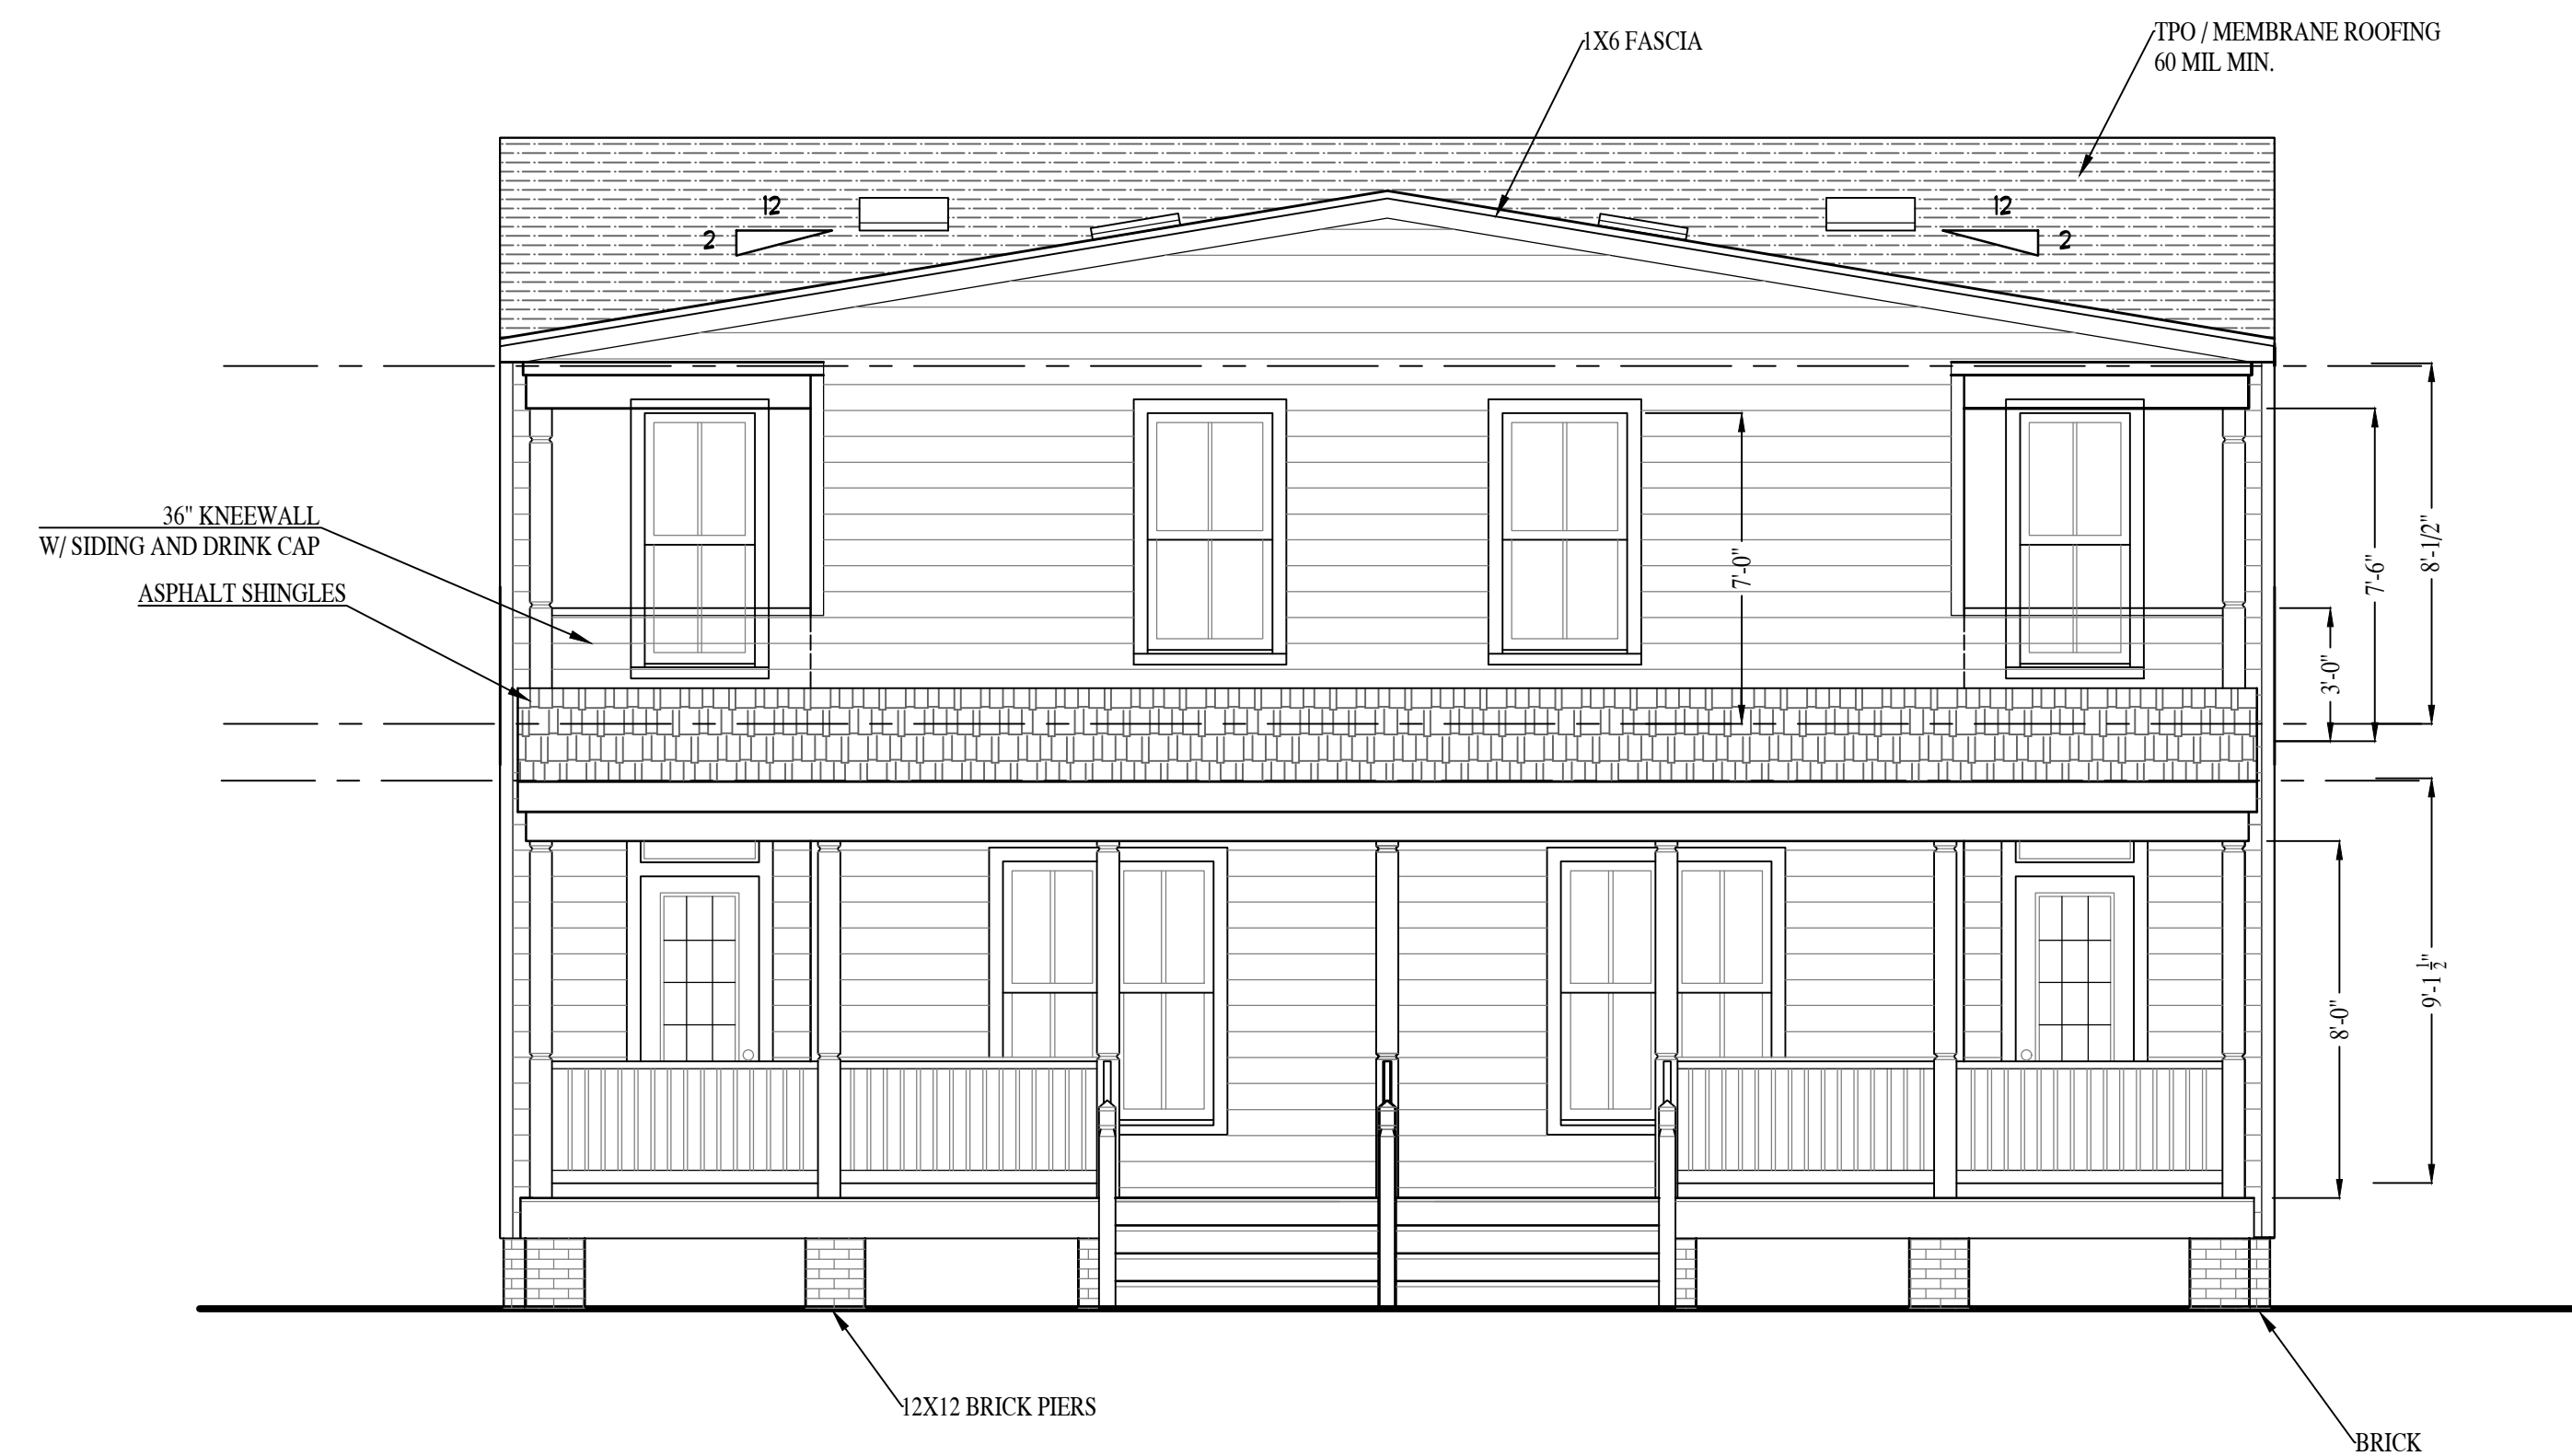 1X6 FASCIA
TPO / MEMBRANE ROOFING
60 MIL MIN.
12
2
12
2
36" KNEEWALL
W/ SIDING AND DRINK CAP
ASPHALT SHINGLES
7'-0"
3'-0"
7'-6"
8'-1/2"
8'-0"
9'-1 1/2"
12X12 BRICK PIERS
BRICK